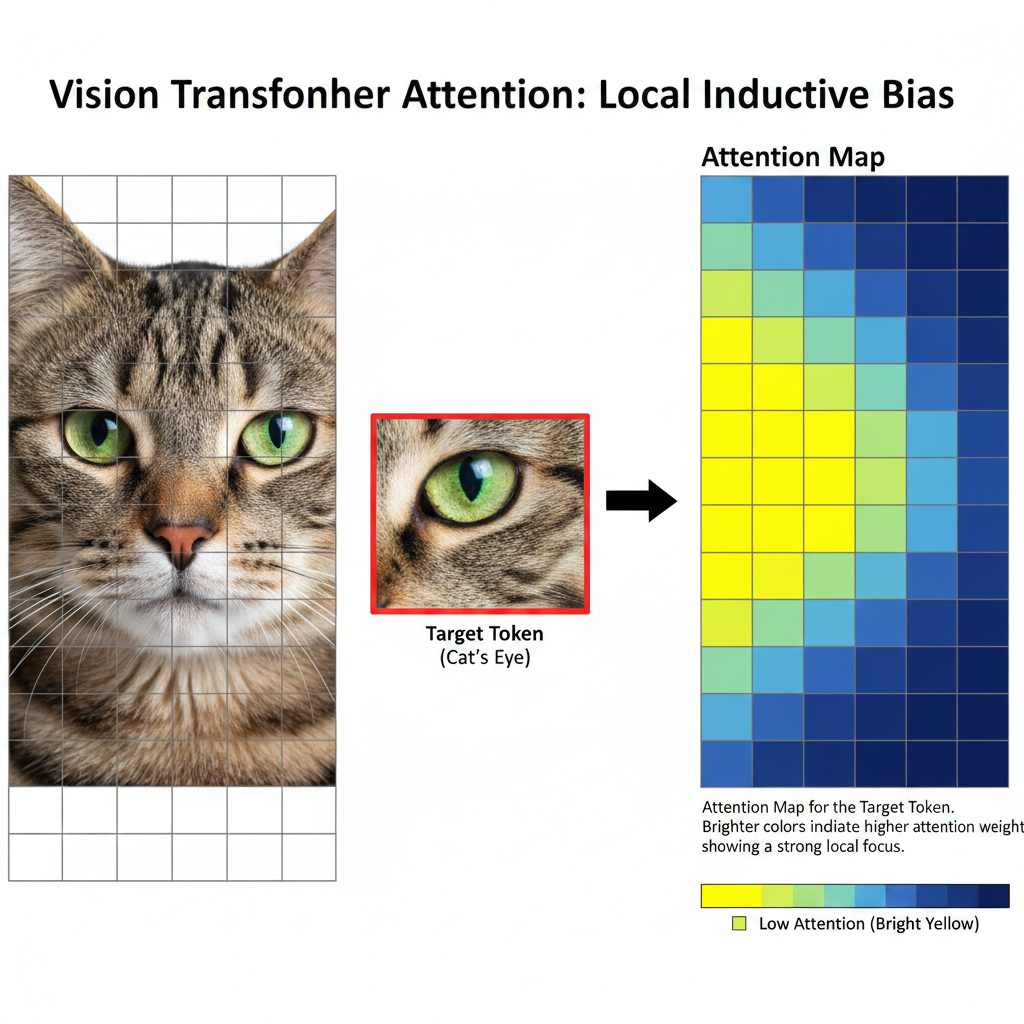 Vision Transfonher Attention: Local Inductive Bias
Attention Map
Target Token
(Cat's Eye)
Attention Map for the Target Token.
Brighter colors indiate higher attention weight
showing a strong local focus.
Low Attention (Bright Yellow)